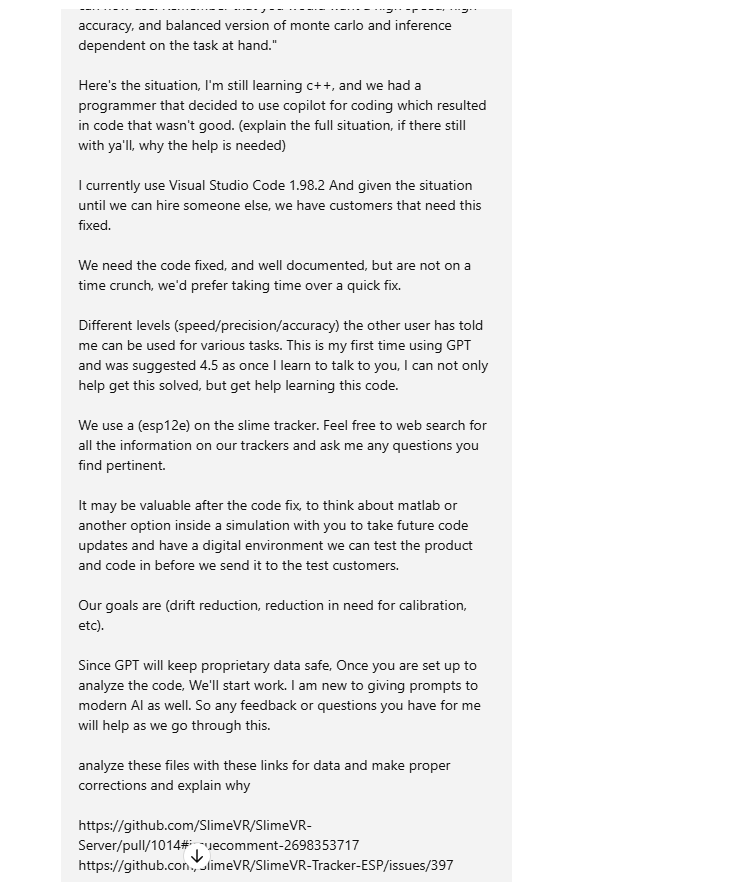 accuracy, and balanced version of monte carlo and inference
dependent on the task at hand."
Here's the situation, I'm still learning c++, and we had a
programmer that decided to use copilot for coding which resulted
in code that wasn't good. (explain the full situation, if there still
with ya'll, why the help is needed)
I currently use Visual Studio Code 1.98.2 And given the situation
until we can hire someone else, we have customers that need this
fixed.
We need the code fixed, and well documented, but are not on a
time crunch, we'd prefer taking time over a quick fix.
Different levels (speed/precision/accuracy) the other user has told
me can be used for various tasks. This is my first time using GPT
and was suggested 4.5 as once I learn to talk to you, I can not only
help get this solved, but get help learning this code.
We use a (esp12e) on the slime tracker. Feel free to web search for
all the information on our trackers and ask me any questions you
find pertinent.
It may be valuable after the code fix, to think about matlab or
another option inside a simulation with you to take future code
updates and have a digital environment we can test the product
and code in before we send it to the test customers.
Our goals are (drift reduction, reduction in need for calibration,
etc).
Since GPT will keep proprietary data safe, Once you are set up to
analyze the code, We'll start work. I am new to giving prompts to
modern AI as well. So any feedback or questions you have for me
will help as we go through this.
analyze these files with these links for data and make proper
corrections and explain why
https://github.com/SlimeVR/SlimeVR-
Server/pull/1014#issuecomment-2698353717
https://github.com/SlimeVR/SlimeVR-Tracker-ESP/issues/397